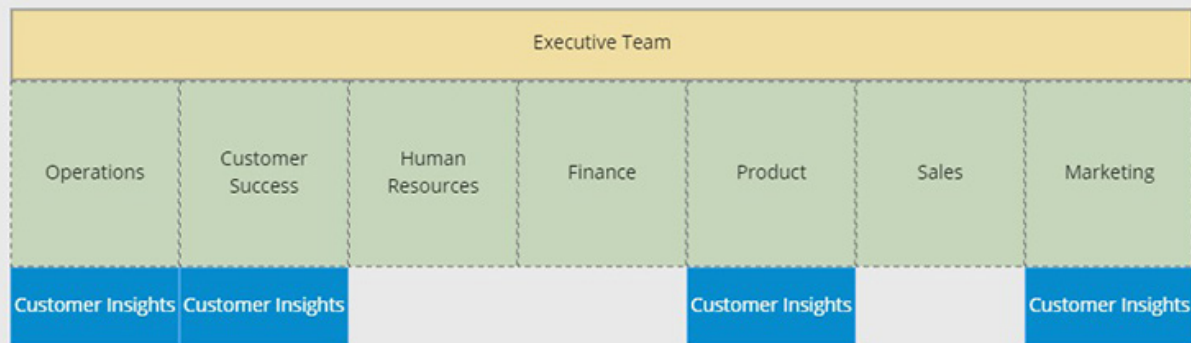 Executive Team
Operations
Customer
Success
Human
Resources
Finance
Product
Sales
Marketing
Customer Insights
Customer Insights
Customer Insights
Customer Insights